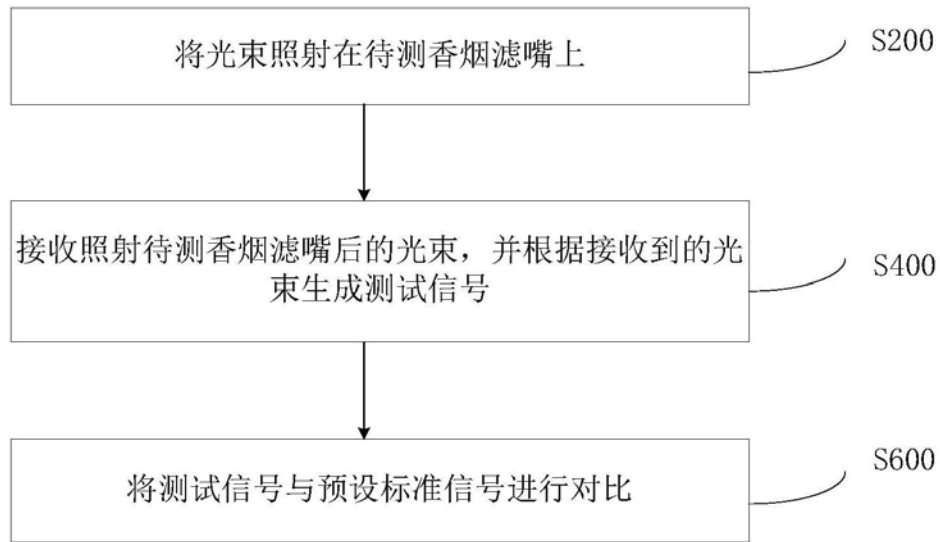 将光束照射在待测香烟滤嘴上
S200
接收照射待测香烟滤嘴后的光束，并根据接收到的光
束生成测试信号
S400
将测试信号与预设标准信号进行对比
S600